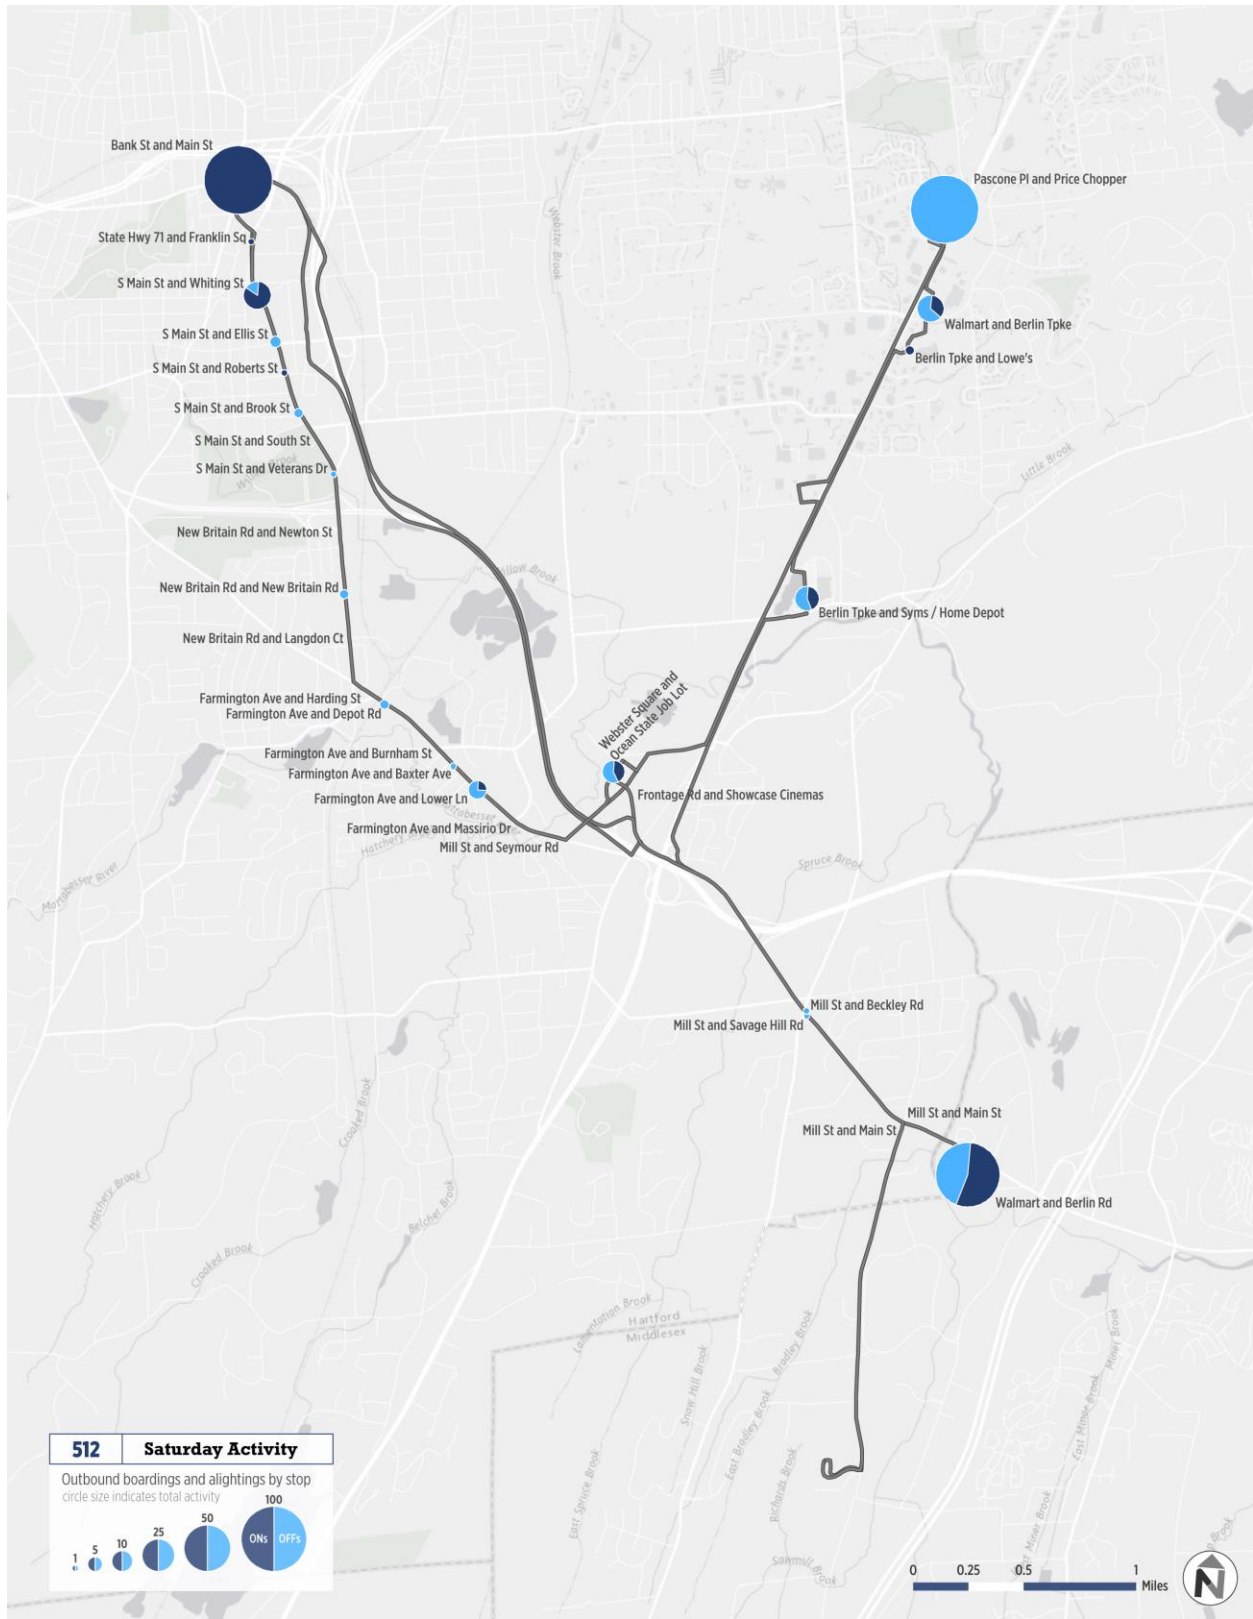 Bank St and Main St
Pascone Pl and Price Chopper
State Hwy 71 and Franklin Sq
Webster Brook
S Main St and Whiting St
Walmart and Berlin Tpke
S Main St and Ellis St
Berlin Tpke and Lowe's
S Main St and Roberts St
S Main St and Brook St
S Main St and South St
Little Brook
S Main St and Veterans Dr
New Britain Rd and Newton St
New Britain Rd and New Britain Rd
Berlin Tpke and Syms / Home Depot
New Britain Rd and Langdon Ct
Webster Square and
Ocean State Job Lot
Farmington Ave and Harding St
Farmington Ave and Depot Rd
Farmington Ave and Burnham St
Farmington Ave and Baxter Ave
Farmington Ave and Lower Ln
Frontage Rd and Showcase Cinemas
Farmington Ave and Massirio Dr
Mill St and Seymour Rd
Spruce Brook
Mattabesser River
Mill St and Beckley Rd
Mill St and Savage Hill Rd
Mill St and Main St
Mill St and Main St
Crooked Brook
Hatchery Brook
Belcher Brook
Walmart and Berlin Rd
Crooked Brook
Lamentation Brook
Hartford
Middlesex
Bradley Brook
Snow Hill Brook
East Bradley Brook
Miner Brook
East Miner Brook
East Spruce Brook
Richards Brook
Sawmill Brook
512 Saturday Activity
Outbound boardings and alightings by stop
circle size indicates total activity
1 5 10 25 50 100
ONs OFFs
0 0.25 0.5 1
Miles
N